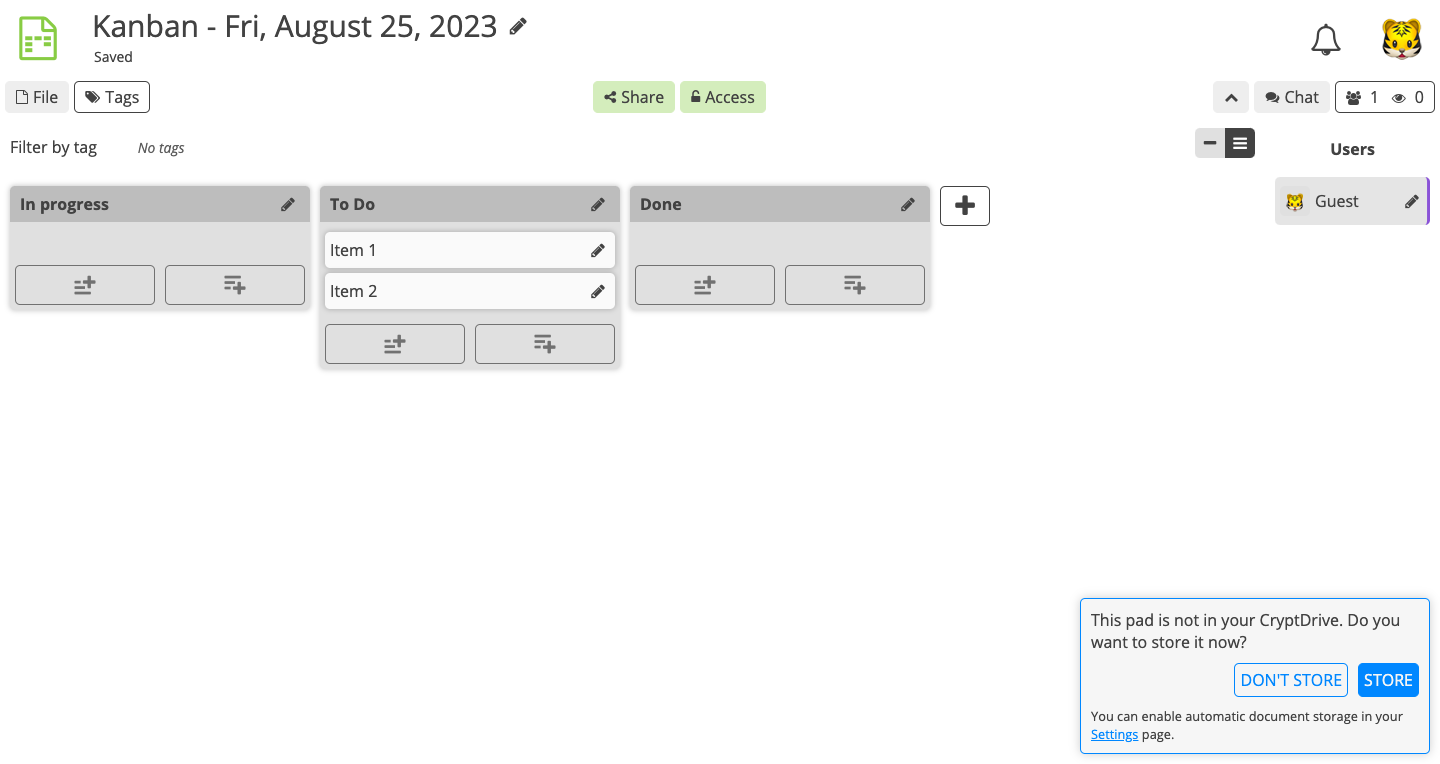 Kanban - Fri, August 25, 2023
Saved
File
Tags
Share
Access
Chat
1
0
Filter by tag
No tags
Users
In progress
To Do
Done
Guest
Item 1
Item 2
This pad is not in your CryptDrive. Do you
want to store it now?
DON'T STORE
STORE
You can enable automatic document storage in your
Settings page.